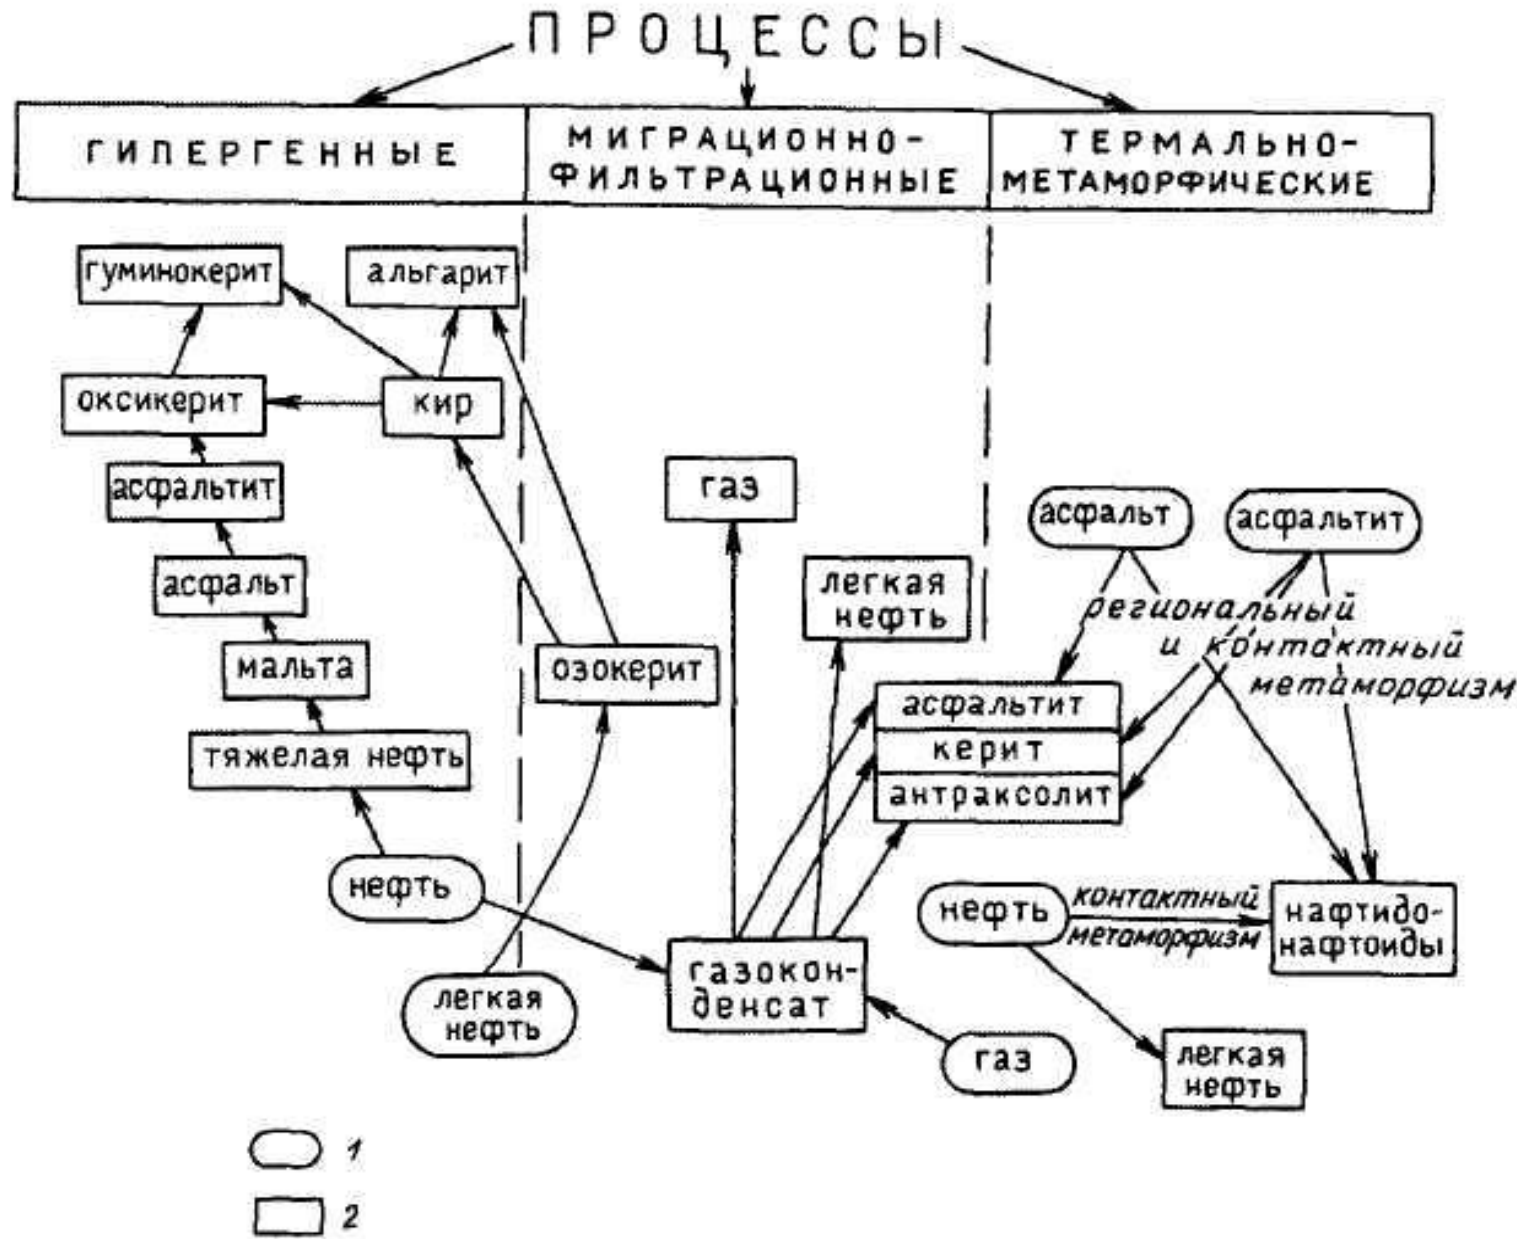 ПРОЦЕССЫ
ГИПЕРГЕННЫЕ
МИГРАЦИОННО-
ФИЛЬТРАЦИОННЫЕ
ТЕРМАЛЬНО-
МЕТАМОРФИЧЕСКИЕ
гуминокерит
альгарит
оксикерит
кир
асфальтит
асфальт
мальта
тяжелая нефть
нефть
легкая
нефть
озокерит
газ
легкая
нефть
асфальт
асфальтит
региональный
и контактный
метаморфизм
асфальтит
керит
антраксолит
газокон-
денсат
газ
нефть
контактный
метаморфизм
нафтидо-
нафтоиды
легкая
нефть
1
2